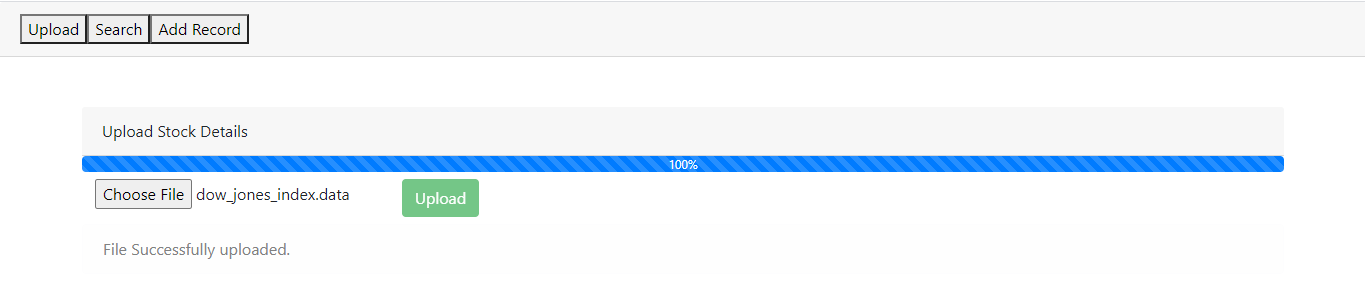 Upload Search Add Record
Upload Stock Details
100%
Choose File dow_jones_index.data Upload
File Successfully uploaded.